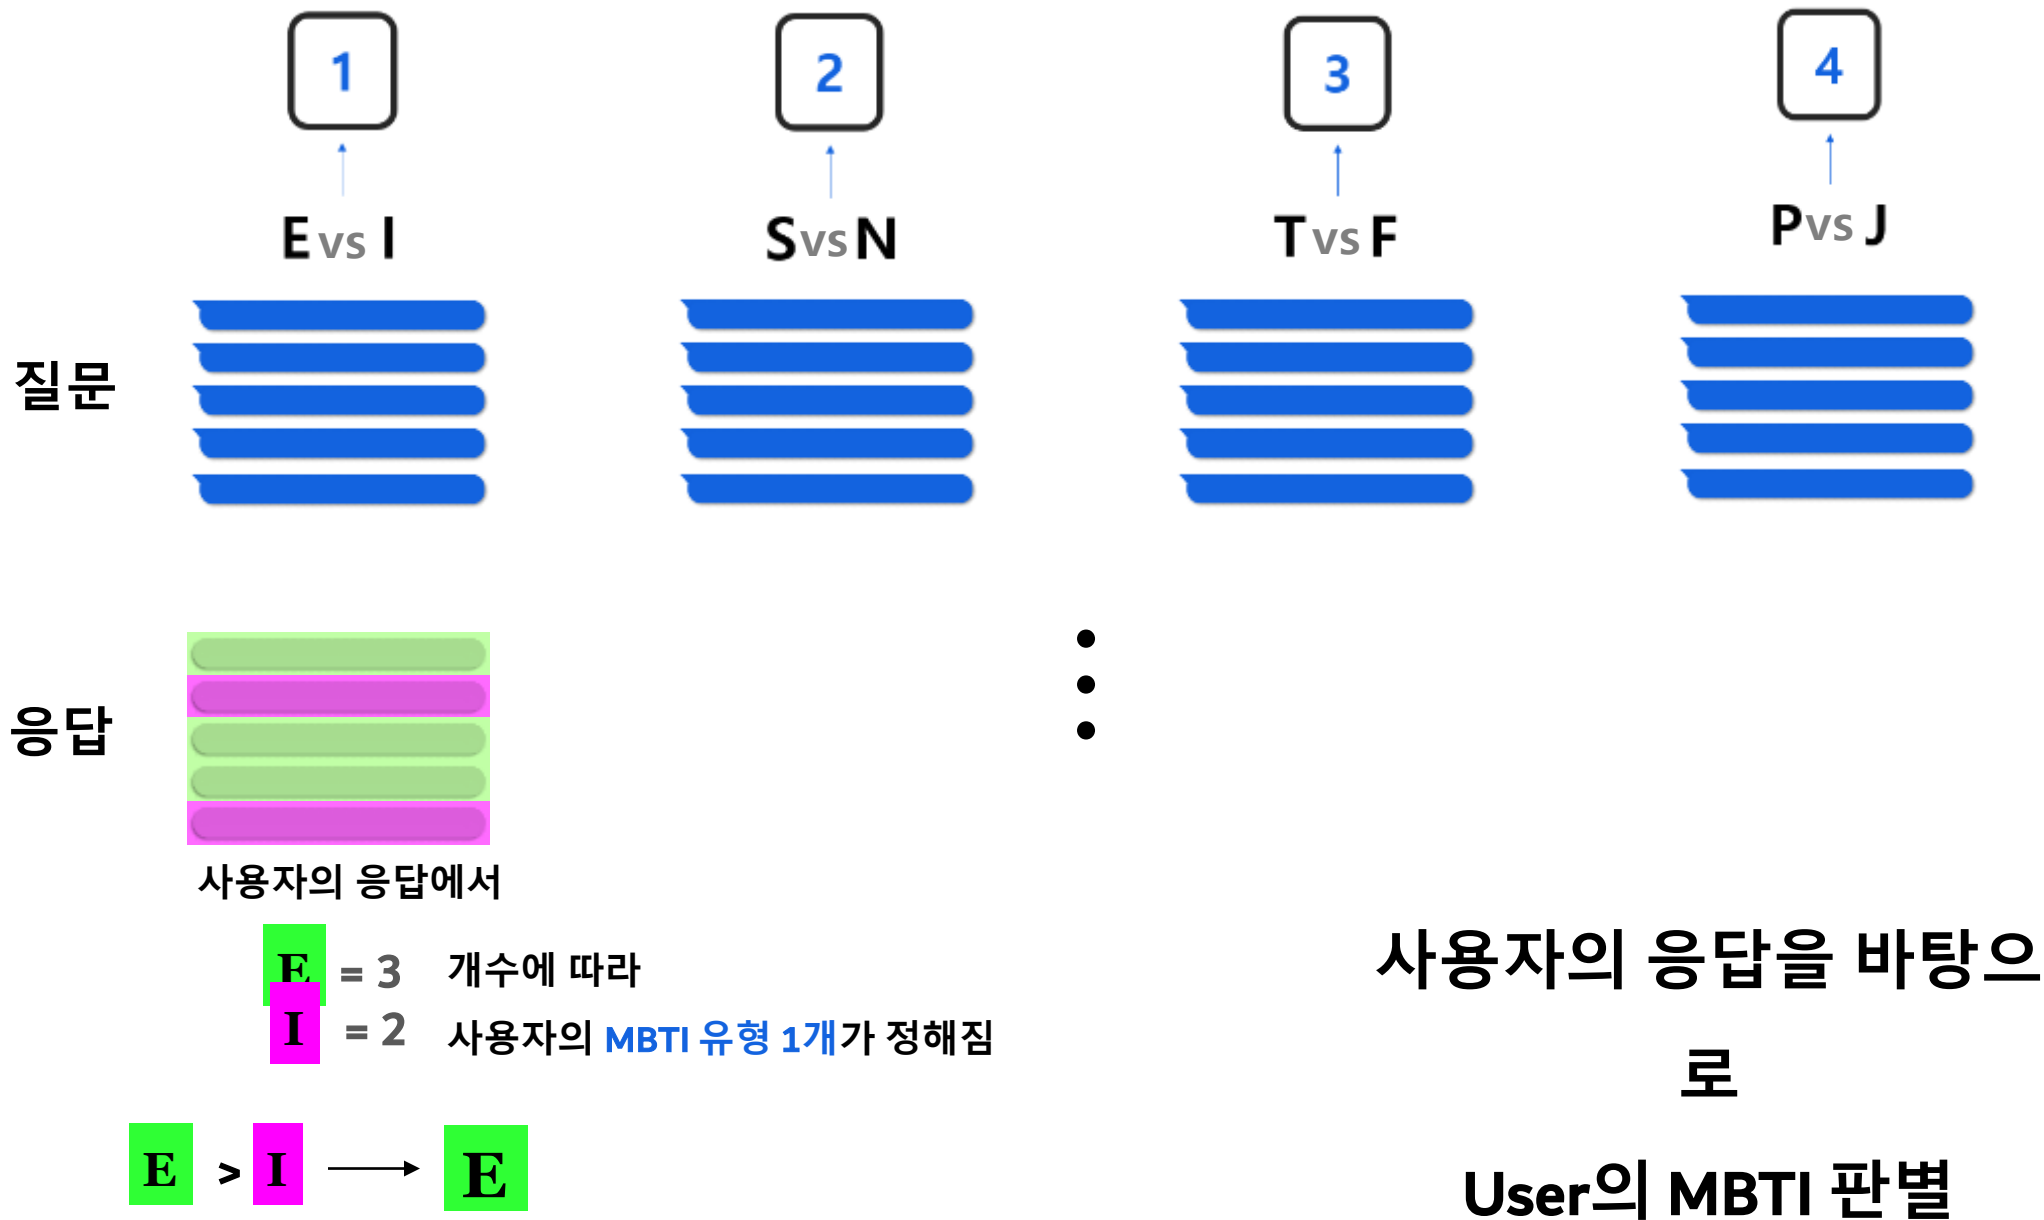 1
2
3
4
E vs I
S vs N
T vs F
P vs J
질문
응답
사용자의 응답에서
E = 3 개수에 따라
I = 2 사용자의 MBTI 유형 1개가 정해짐
E > I E
사용자의 응답을 바탕으
로
User의 MBTI 판별